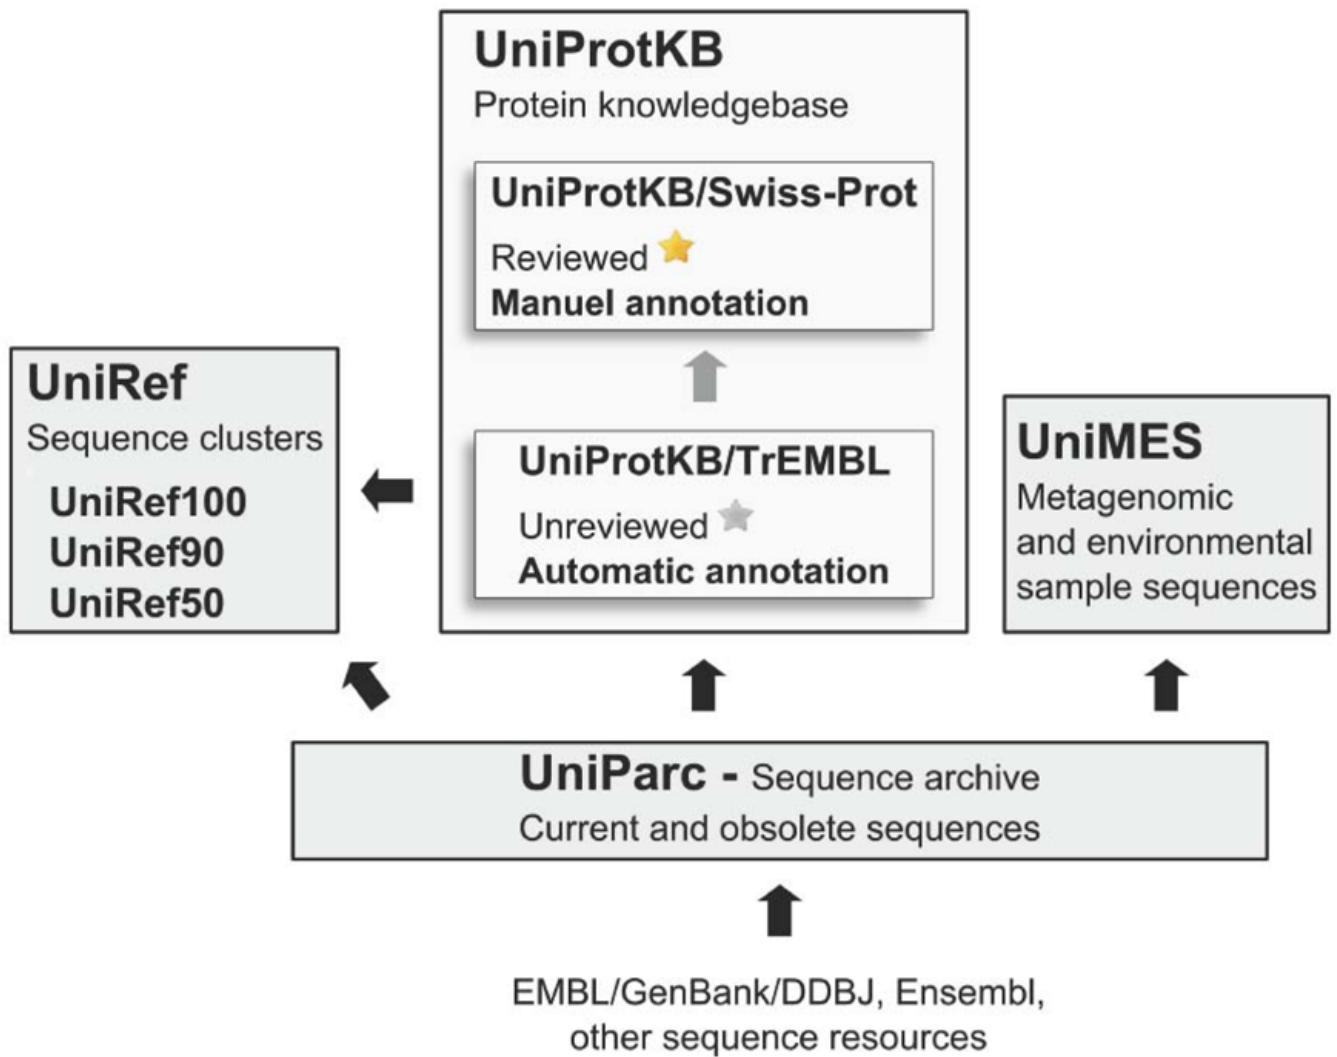 UniProtKB
Protein knowledgebase
UniProtKB/Swiss-Prot
Reviewed
Manuel annotation
UniRef
Sequence clusters
UniRef100
UniRef90
UniRef50
UniProtKB/TrEMBL
Unreviewed
Automatic annotation
UniMES
Metagenomic
and environmental
sample sequences
UniParc - Sequence archive
Current and obsolete sequences
EMBL/GenBank/DDBJ, Ensembl,
other sequence resources